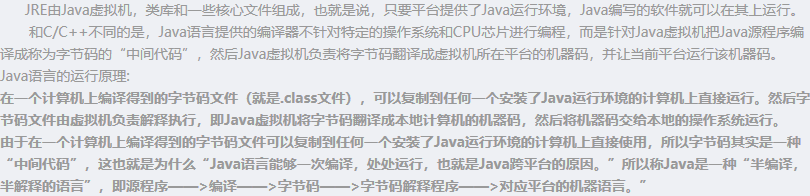 JRE由Java虚拟机，类库和一些核心文件组成，也就是说，只要平台提供了Java运行环境，Java编写的软件就可以在其上运行。
和C/C++不同的是，Java语言提供的编译器不针对特定的操作系统和CPU芯片进行编程，而是针对Java虚拟机把Java源程序编
译成称为字节码的“中间代码”，然后Java虚拟机负责将字节码翻译成虚拟机所在平台的机器码，并让当前平台运行该机器码。
Java语言的运行原理:
在一个计算机上编译得到的字节码文件（就是.class文件），可以复制到任何一个安装了Java运行环境的计算机上直接运行。然后字
节码文件由虚拟机负责解释执行，即Java虚拟机将字节码翻译成本地计算机的机器码，然后将机器码交给本地的操作系统运行。
由于在一个计算机上编译得到的字节码文件可以复制到任何一个安装了Java运行环境的计算机上直接使用，所以字节码其实是一种
“中间代码”，这也就是为什么“Java语言能够一次编译，处处运行，也就是Java跨平台的原因。”所以称Java是一种“半编译，
半解释的语言”，即源程序——>编译——>字节码——>字节码解释程序——>对应平台的机器语言。”